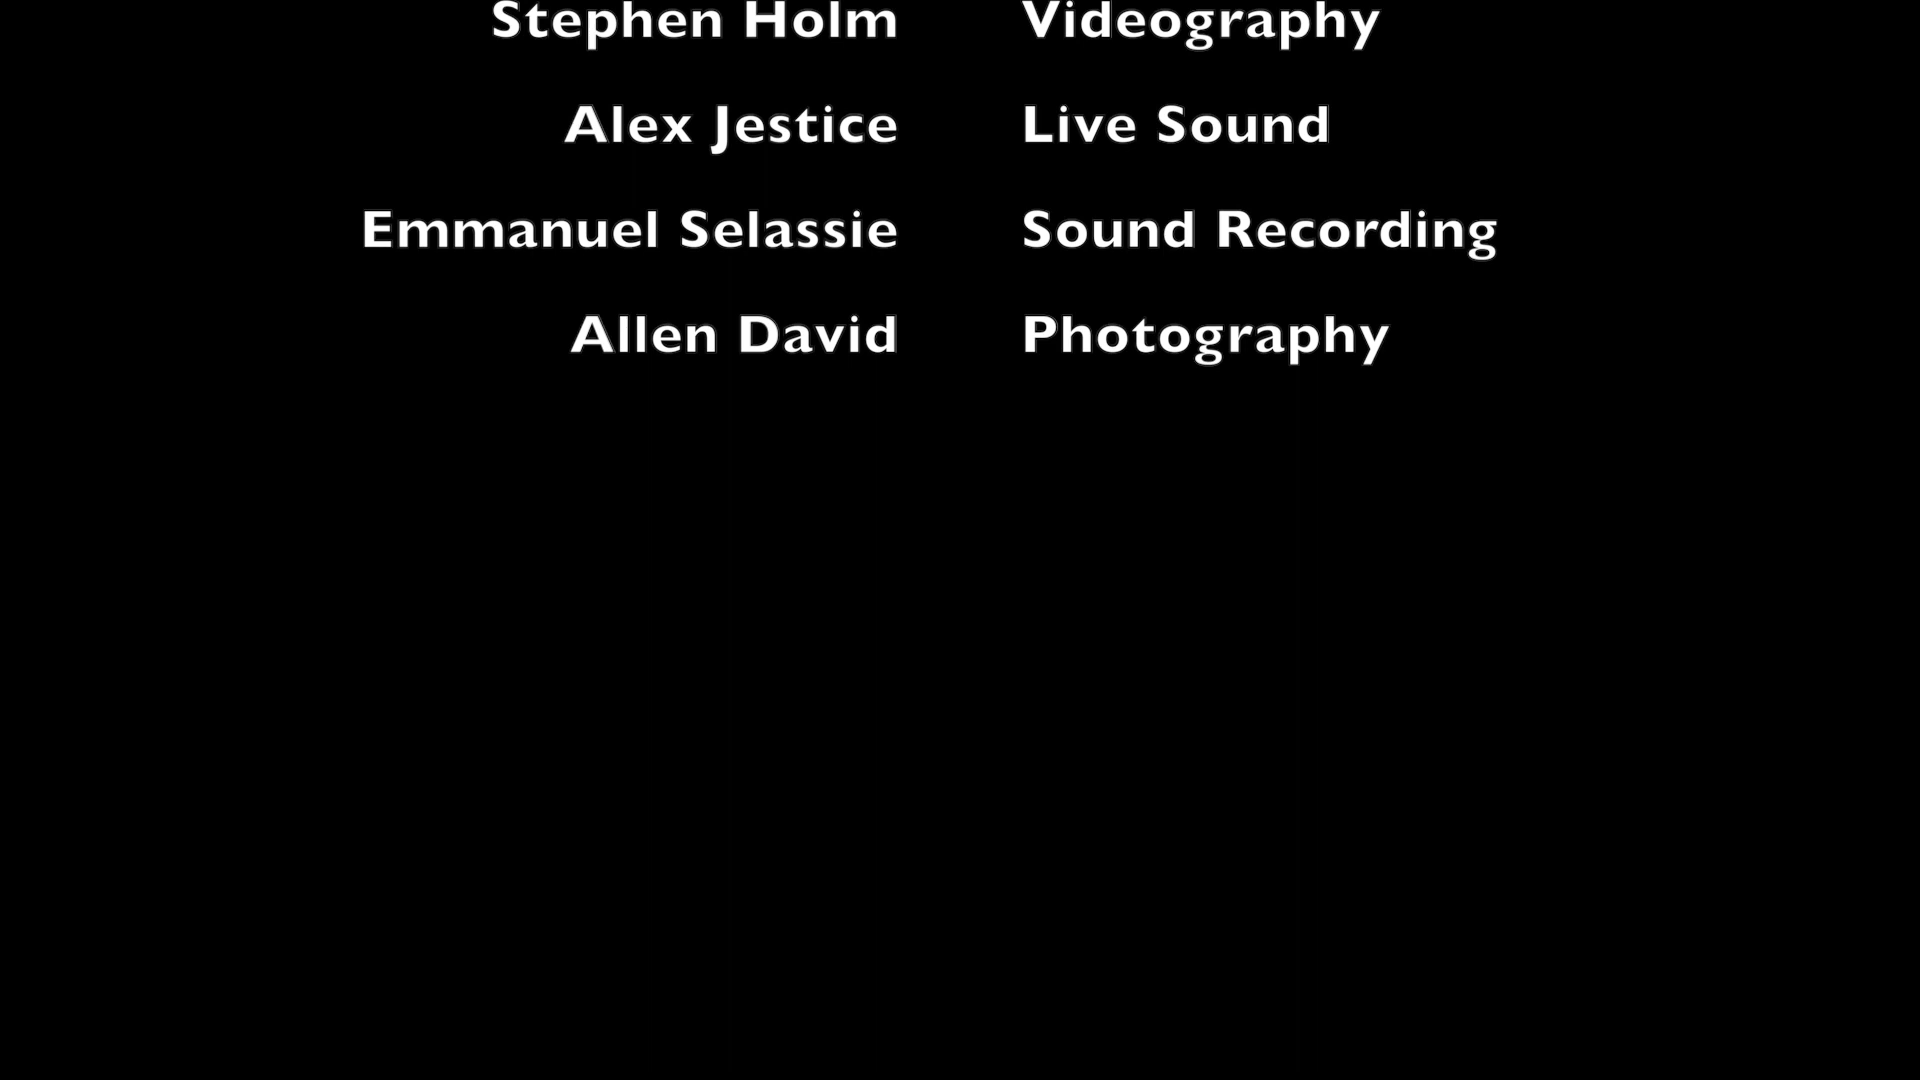 Stephen Holm Videography
Alex Jestice Live Sound
Emmanuel Selassie Sound Recording
Allen David Photography